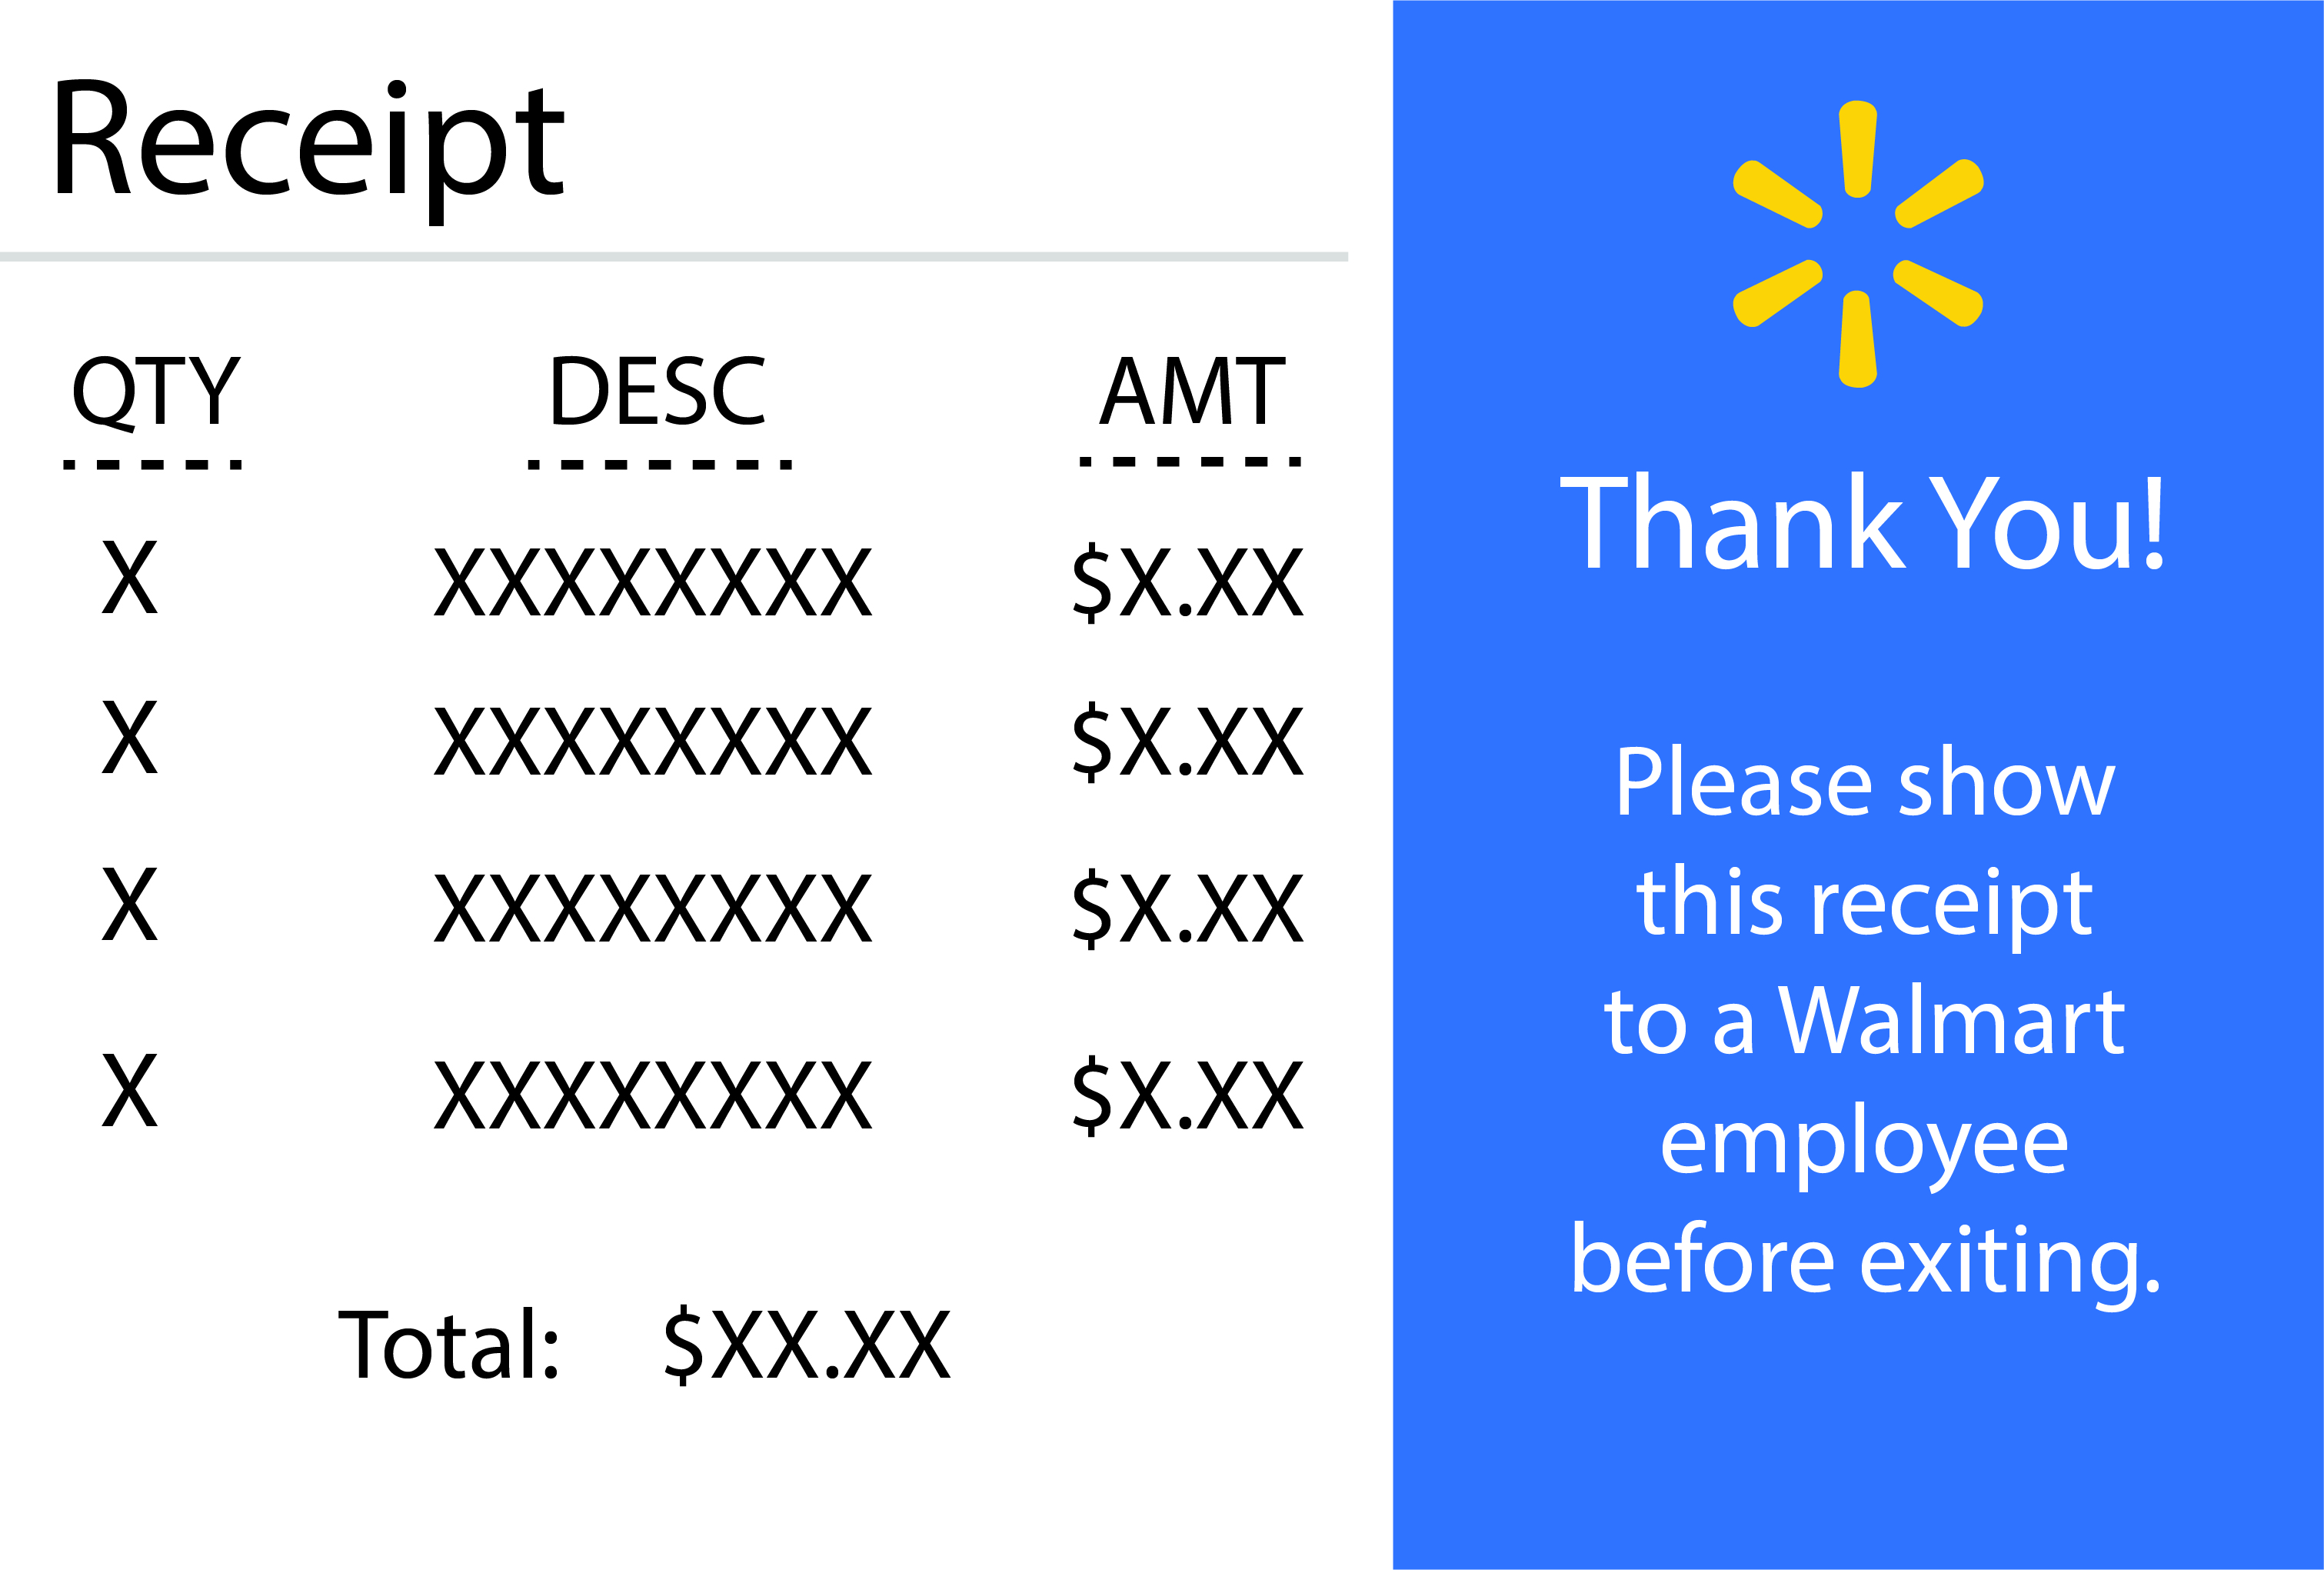 Receipt
QTY DESC AMT
X XXXXXXXX $X.XX
X XXXXXXXX $X.XX
X XXXXXXXX $X.XX
X XXXXXXXX $X.XX
Total: $XX.XX
Thank You!
Please show
this receipt
to a Walmart
employee
before exiting.